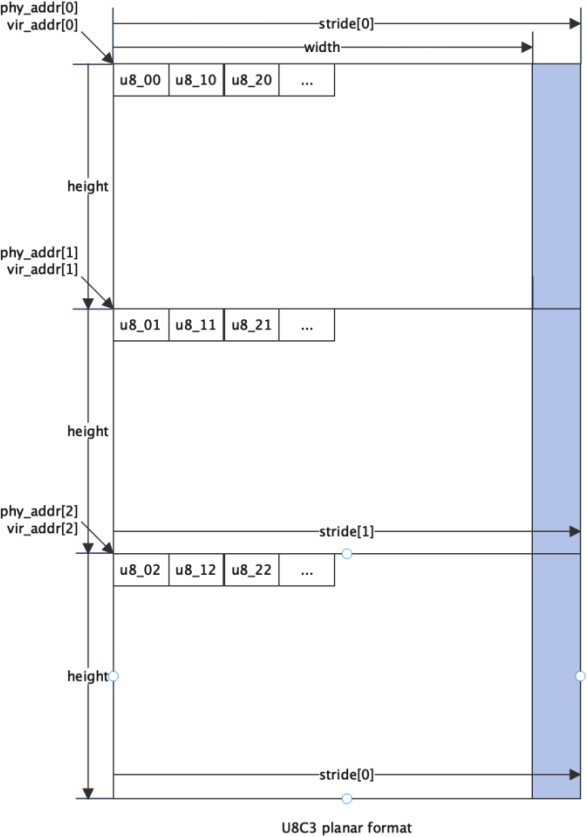 phy_addr[0]
vir_addr[0]
stride[0]
width
u8_00 u8_10 u8_20 ...
height
phy_addr[1]
vir_addr[1]
u8_01 u8_11 u8_21 ...
height
phy_addr[2]
vir_addr[2]
stride[1]
u8_02 u8_12 u8_22 ...
height
stride[0]
U8C3 planar format